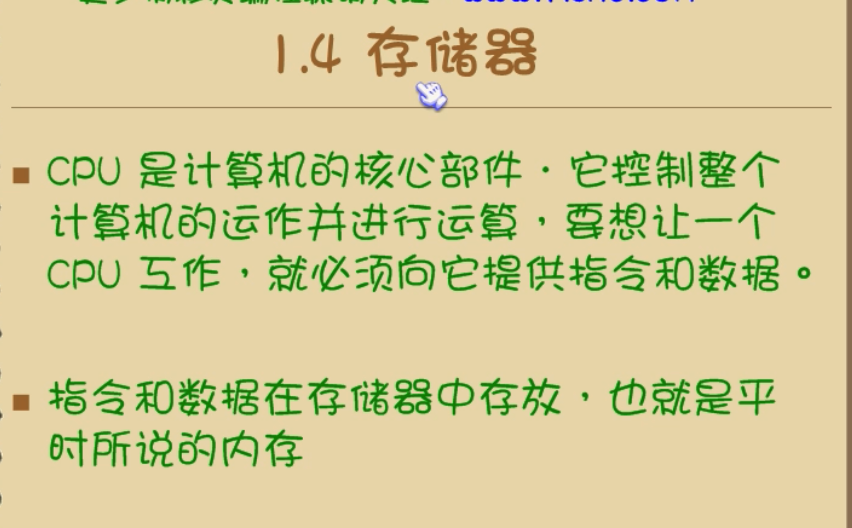 1.4 存储器
CPU 是计算机的核心部件．它控制整个
计算机的运作并进行运算，要想让一个
CPU 工作，就必须向它提供指令和数据。
指令和数据在存储器中存放，也就是平
时所说的内存